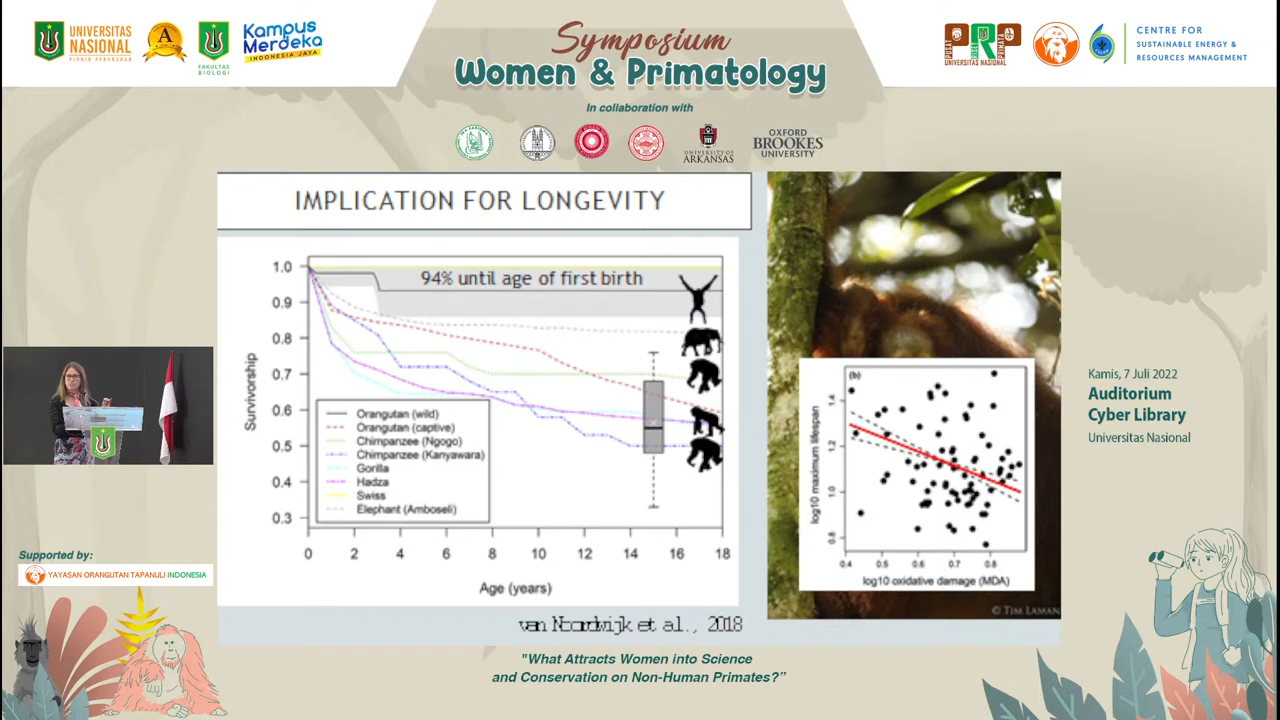 UNIVERSITAS
NASIONAL
PIONIR PERUBAHAN
A
FAKULTAS
BIOLOGI
Kampus
Merdeka
INDONESIA JAYA
Symposium
Women & Primatology
In collaboration with
UNIVERSITY OF
ARKANSAS
OXFORD
BROOKES
UNIVERSITY
PRP
UNIVERSITAS NASIONAL
CENTRE FOR
SUSTAINABLE ENERGY &
RESOURCES MANAGEMENT
IMPLICATION FOR LONGEVITY
94% until age of first birth
Survivorship
1.0
0.9
0.8
0.7
0.6
0.5
0.4
0.3
Orangutan (wild)
Orangutan (captive)
Chimpanzee (Ngogo)
Chimpanzee (Kanyawara)
Gorilla
Hadza
Swiss
Elephant (Amboseli)
0 2 4 6 8 10 12 14 16 18
Age (years)
van Noordwijk et al., 2018
(b)
log10 maximum lifespan
1.4
1.2
1.0
0.8
0.4 0.5 0.6 0.7 0.8
log10 oxidative damage (MDA)
© TIM LAMAN
Kamis, 7 Juli 2022
Auditorium
Cyber Library
Universitas Nasional
Supported by:
YAYASAN ORANGUTAN TAPANULI INDONESIA
"What Attracts Women into Science
and Conservation on Non-Human Primates?"